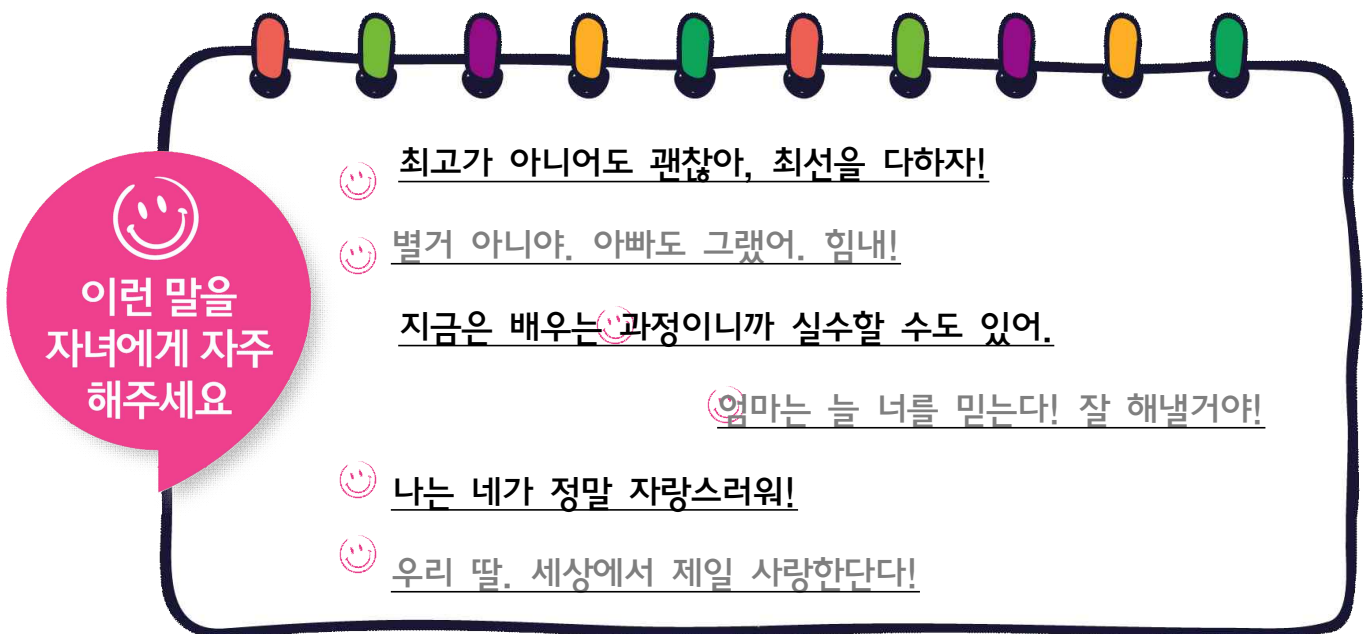 이런 말을
자녀에게 자주
해주세요
최고가 아니어도 괜찮아, 최선을 다하자!
별거 아니야. 아빠도 그랬어. 힘내!
지금은 배우는 과정이니까 실수할 수도 있어.
엄마는 늘 너를 믿는다! 잘 해낼거야!
나는 네가 정말 자랑스러워!
우리 딸. 세상에서 제일 사랑한단다!